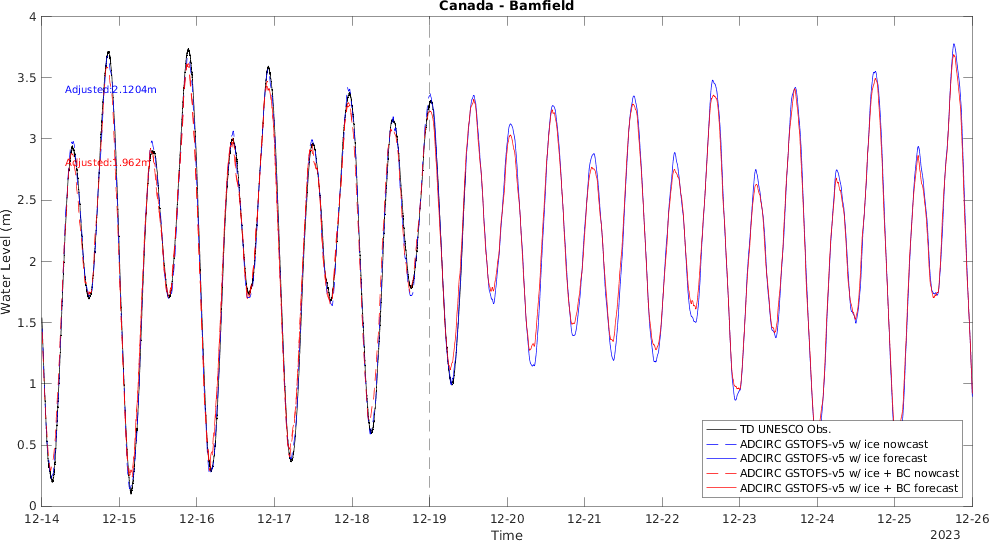 Canada - Bamfield
4
3.5
3
2.5
2
1.5
1
0.5
0
Water Level (m)
Adjusted:2.1204m
Adjusted:1.962m
TD UNESCO Obs.
ADCIRC GSTOFS-v5 w/ ice nowcast
ADCIRC GSTOFS-v5 w/ ice forecast
ADCIRC GSTOFS-v5 w/ ice + BC nowcast
ADCIRC GSTOFS-v5 w/ ice + BC forecast
12-14 12-15 12-16 12-17 12-18 12-19 12-20 12-21 12-22 12-23 12-24 12-25 12-26
Time
2023